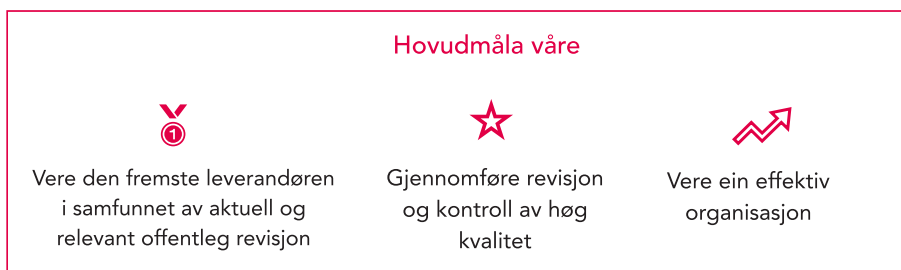 Hovudmåla våre
1
Vere den fremste leverandøren
i samfunnet av aktuell og
relevant offentleg revisjon
Gjennomføre revisjon
og kontroll av høg
kvalitet
Vere ein effektiv
organisasjon